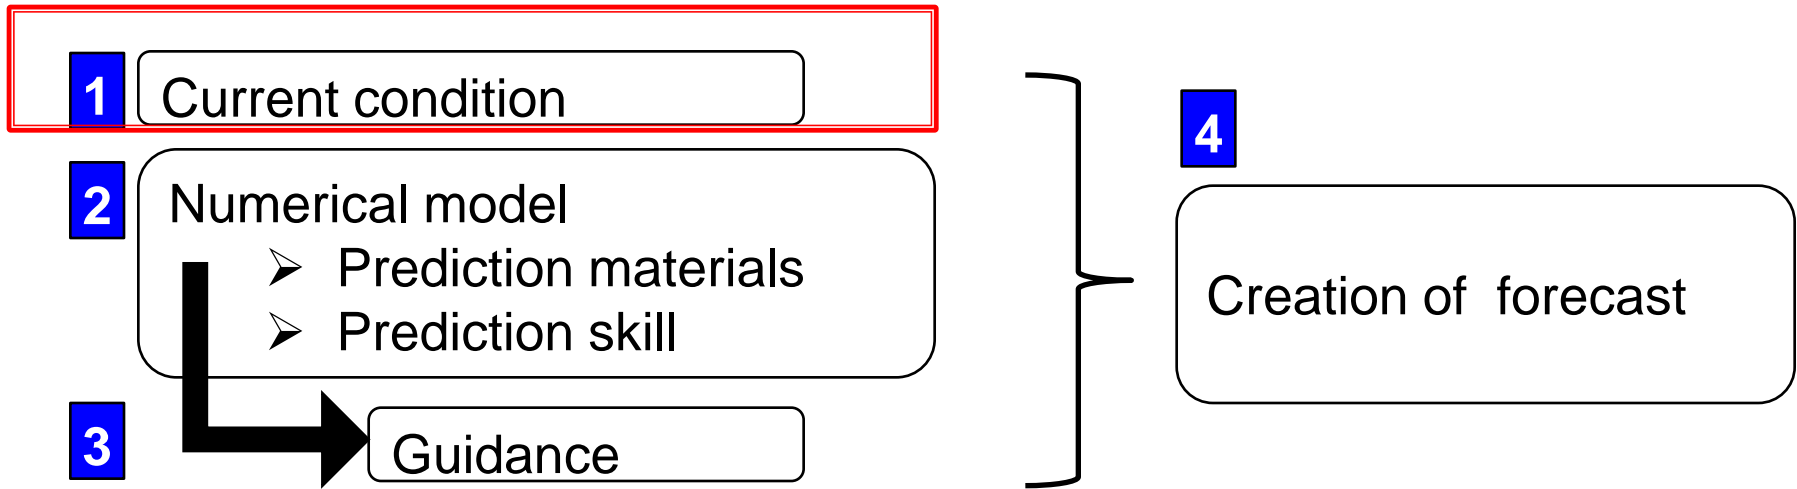 1
Current condition
2
Numerical model
➢ Prediction materials
➢ Prediction skill
3
Guidance
4
Creation of  forecast